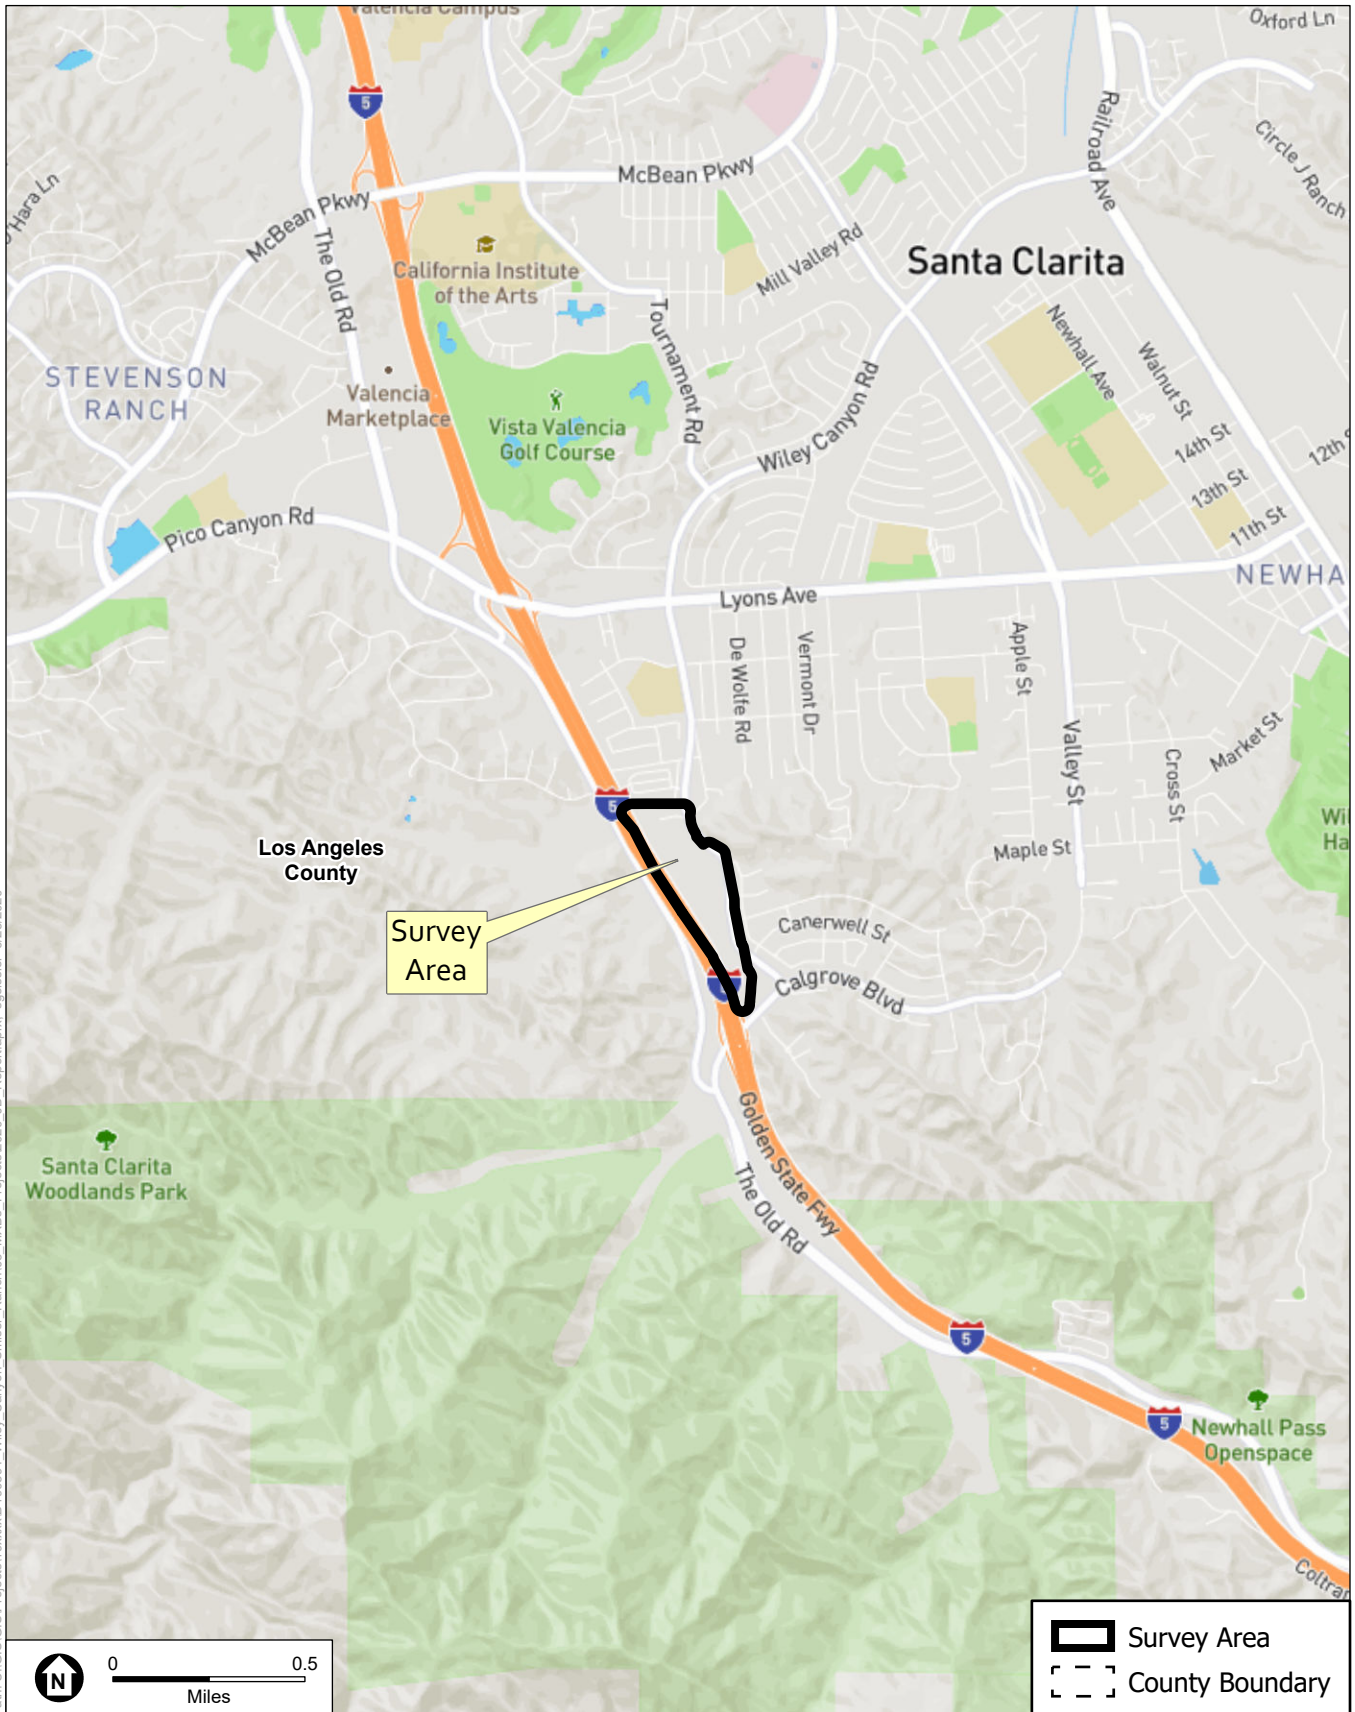 Valencia Campus
Oxford Ln
5
Railroad Ave
Circle J Ranch
McBean Pkwy
O'Hara Ln
McBean Pkwy
The Old Rd
California Institute
of the Arts
Mill Valley Rd
Santa Clarita
Tournament Rd
Newhall Ave
Walnut St
STEVENSON
RANCH
Valencia
Marketplace
Vista Valencia
Golf Course
Wiley Canyon Rd
14th St
12th
13th St
11th St
Pico Canyon Rd
NEWHA
Lyons Ave
De Wolfe Rd
Vermont Dr
Apple St
Valley St
Cross St
Market St
5
Wil
Ha
Los Angeles
County
Maple St
Survey
Area
Canerwell St
Calgrove Blvd
Golden State Fwy
The Old Rd
Santa Clarita
Woodlands Park
5
5
Newhall Pass
Openspace
Coltra
N
0
0.5
Miles
Survey Area
County Boundary